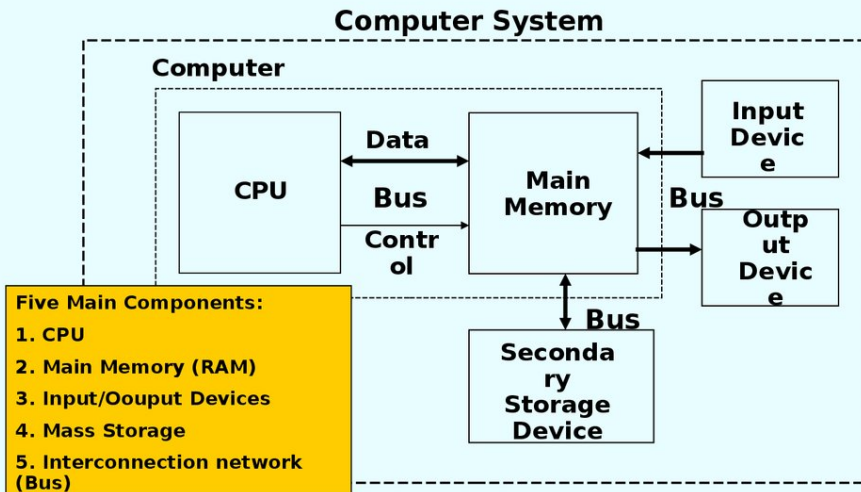 Computer System
Computer
CPU
Data
Bus
Contr
ol
Main
Memory
Input
Devic
e
Bus
Outp
ut
Devic
e
Bus
Seconda
ry
Storage
Device
Five Main Components:
1. CPU
2. Main Memory (RAM)
3. Input/Oouput Devices
4. Mass Storage
5. Interconnection network
(Bus)